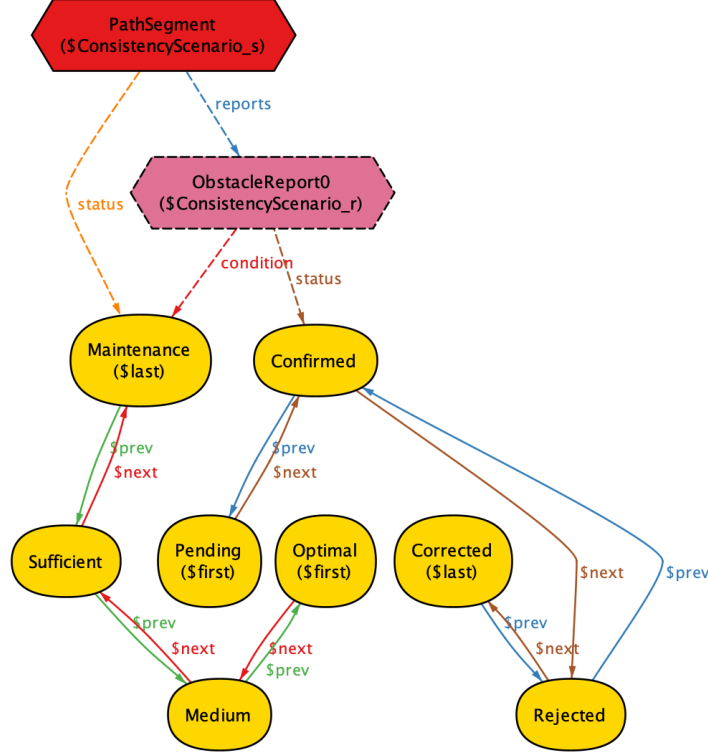 PathSegment
($ConsistencyScenario_s)
reports
ObstacleReport0
($ConsistencyScenario_r)
status
condition
status
Maintenance
($last)
Confirmed
$prev
$next
$prev
$next
Sufficient
Pending
($first)
Optimal
($first)
Corrected
($last)
$next
$prev
$prev
$next
$next
$prev
$prev
$next
Medium
Rejected